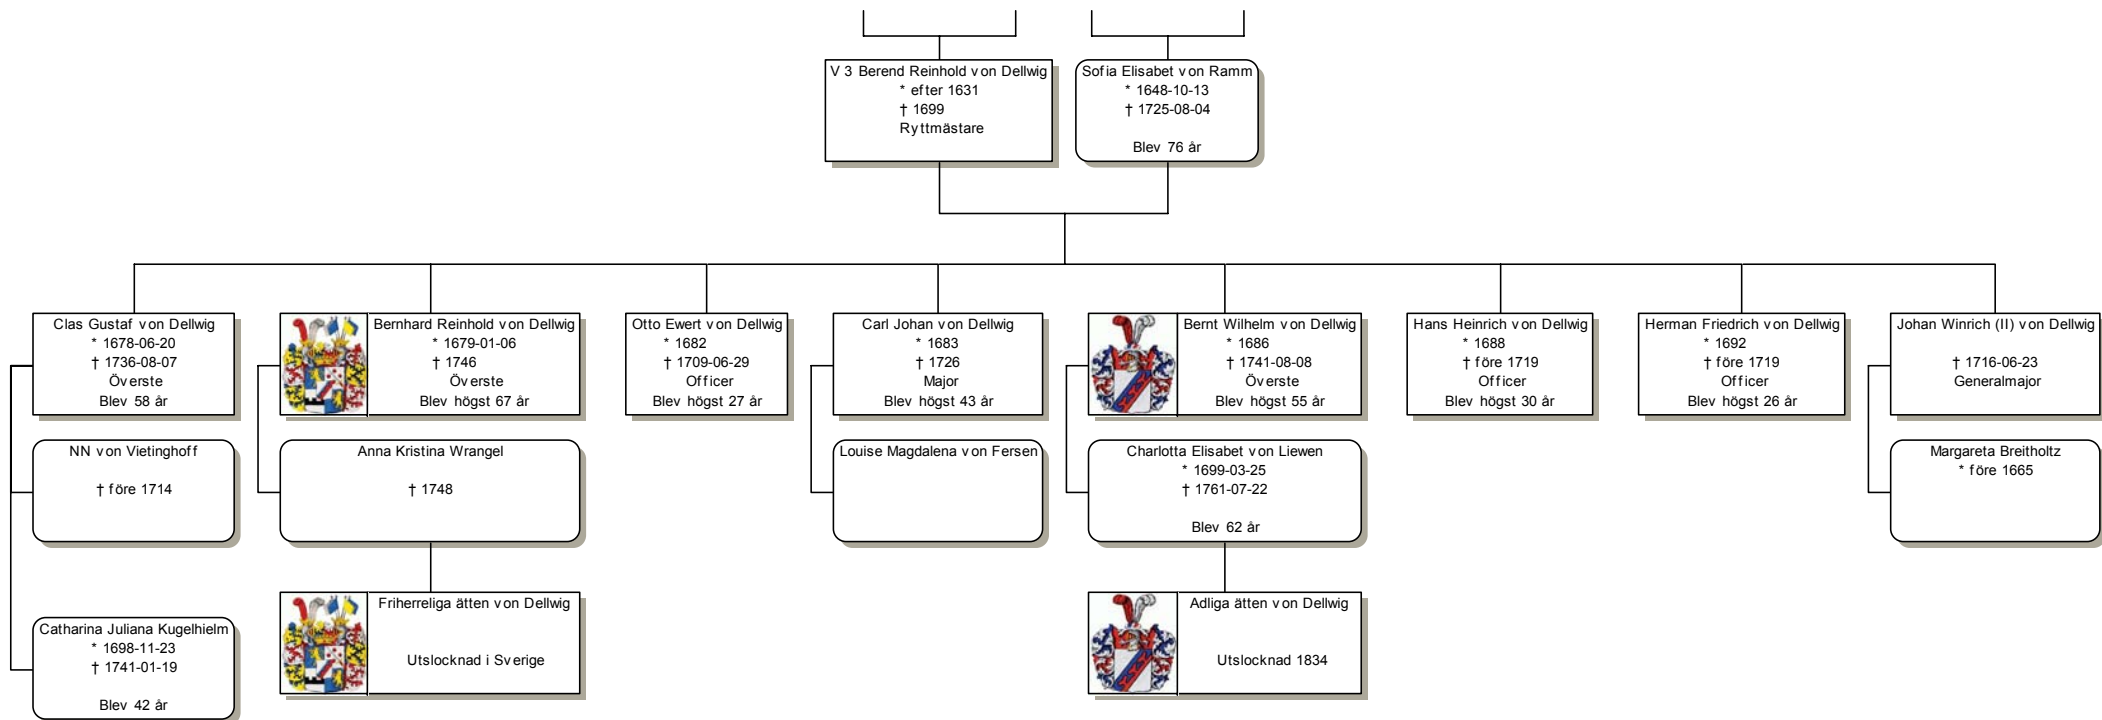 V 3 Berend Reinhold von Dellwig
* efter 1631
† 1699
Ryttmästare
Sofia Elisabet von Ramm
* 1648-10-13
† 1725-08-04
Blev 76 år
Clas Gustaf von Dellwig
* 1678-06-20
† 1736-08-07
Överste
Blev 58 år
Bernhard Reinhold von Dellwig
* 1679-01-06
† 1746
Överste
Blev högst 67 år
Otto Ewert von Dellwig
* 1682
† 1709-06-29
Officer
Blev högst 27 år
Carl Johan von Dellwig
* 1683
† 1726
Major
Blev högst 43 år
Bernt Wilhelm von Dellwig
* 1686
† 1741-08-08
Överste
Blev högst 55 år
Hans Heinrich von Dellwig
* 1688
† före 1719
Officer
Blev högst 30 år
Herman Friedrich von Dellwig
* 1692
† före 1719
Officer
Blev högst 26 år
Johan Winrich (II) von Dellwig
† 1716-06-23
Generalmajor
NN von Vietinghoff
† före 1714
Anna Kristina Wrangel
† 1748
Louise Magdalena von Fersen
Charlotta Elisabet von Liewen
* 1699-03-25
† 1761-07-22
Blev 62 år
Margareta Breitholtz
* före 1665
Catharina Juliana Kugelhielm
* 1698-11-23
† 1741-01-19
Blev 42 år
Friherreliga ätten von Dellwig
Utslocknad i Sverige
Adliga ätten von Dellwig
Utslocknad 1834